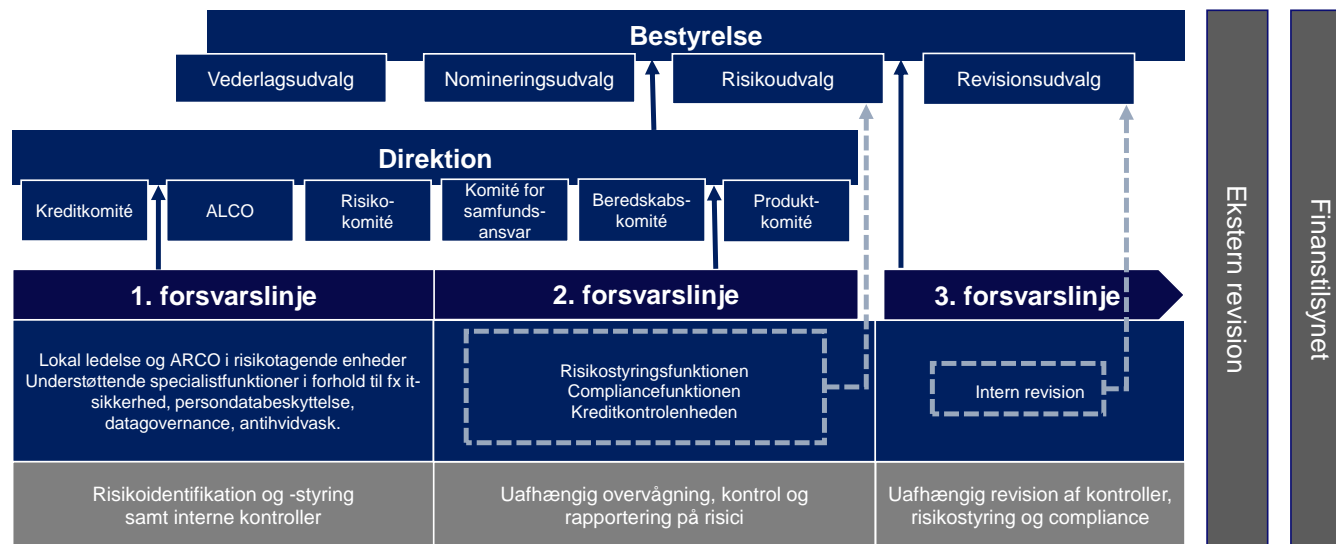 Bestyrelse
Vederlagsudvalg
Nomineringsudvalg
Risikoudvalg
Revisionsudvalg
Direktion
Kreditkomité
ALCO
Risiko-
komité
Komité for
samfunds-
ansvar
Beredskabs-
komité
Produkt-
komité
1. forsvarslinje
2. forsvarslinje
3. forsvarslinje
Lokal ledelse og ARCO i risikotagende enheder
Understøttende specialistfunktioner i forhold til fx it-
sikkerhed, persondatabeskyttelse,
datagovernance, antihvidvask.
Risikostyringsfunktionen
Compliancefunktionen
Kreditkontrolenheden
Intern revision
Risikoidentifikation og -styring
samt interne kontroller
Uafhængig overvågning, kontrol og
rapportering på risici
Uafhængig revision af kontroller,
risikostyring og compliance
Ekstern revision
Finanstilsynet